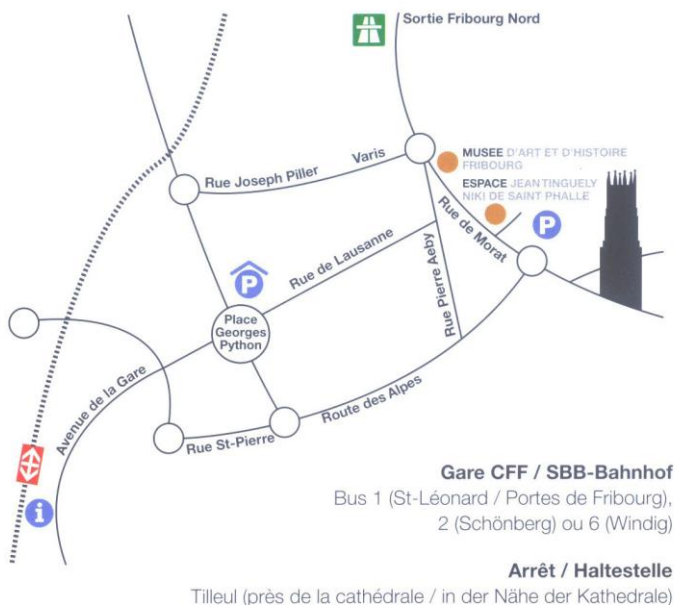 Sortie Fribourg Nord
MUSEE D'ART ET D'HISTOIRE
FRIBOURG
ESPACE JEAN TINGUELY
NIKI DE SAINT PHALLE
Varis
Rue Joseph Piller
Rue de Morat
P
Rue de Lausanne
Rue Pierre Aeby
P
Place
Georges
Python
Avenue de la Gare
Route des Alpes
Rue St-Pierre
i
Gare CFF / SBB-Bahnhof
Bus 1 (St-Léonard / Portes de Fribourg),
2 (Schönberg) ou 6 (Windig)
Arrêt / Haltestelle
Tilleul (près de la cathédrale / in der Nähe der Kathedrale)